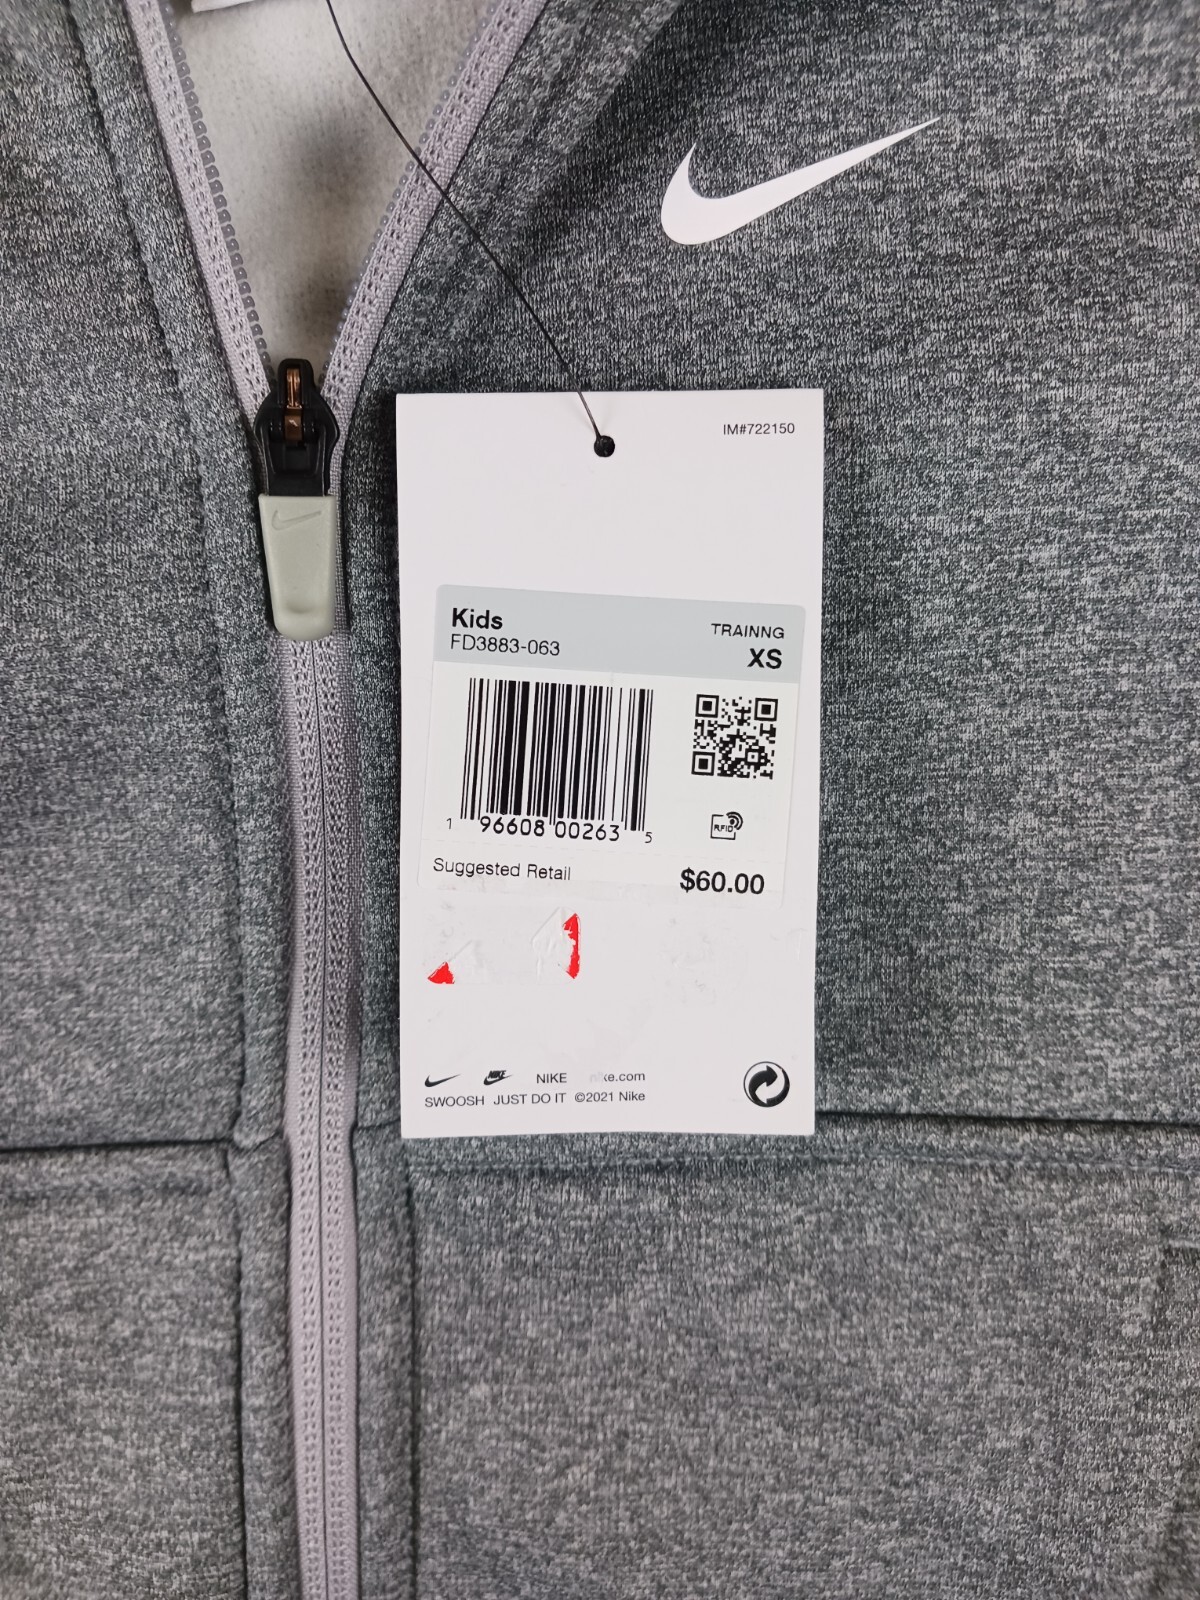 IM#722150
Kids
FD3883-063
TRAINNG
XS
1 96608 00263 5
RFID
Suggested Retail
$60.00
NIKE
NIKE
SWOOSH JUST DO IT ©2021 Nike